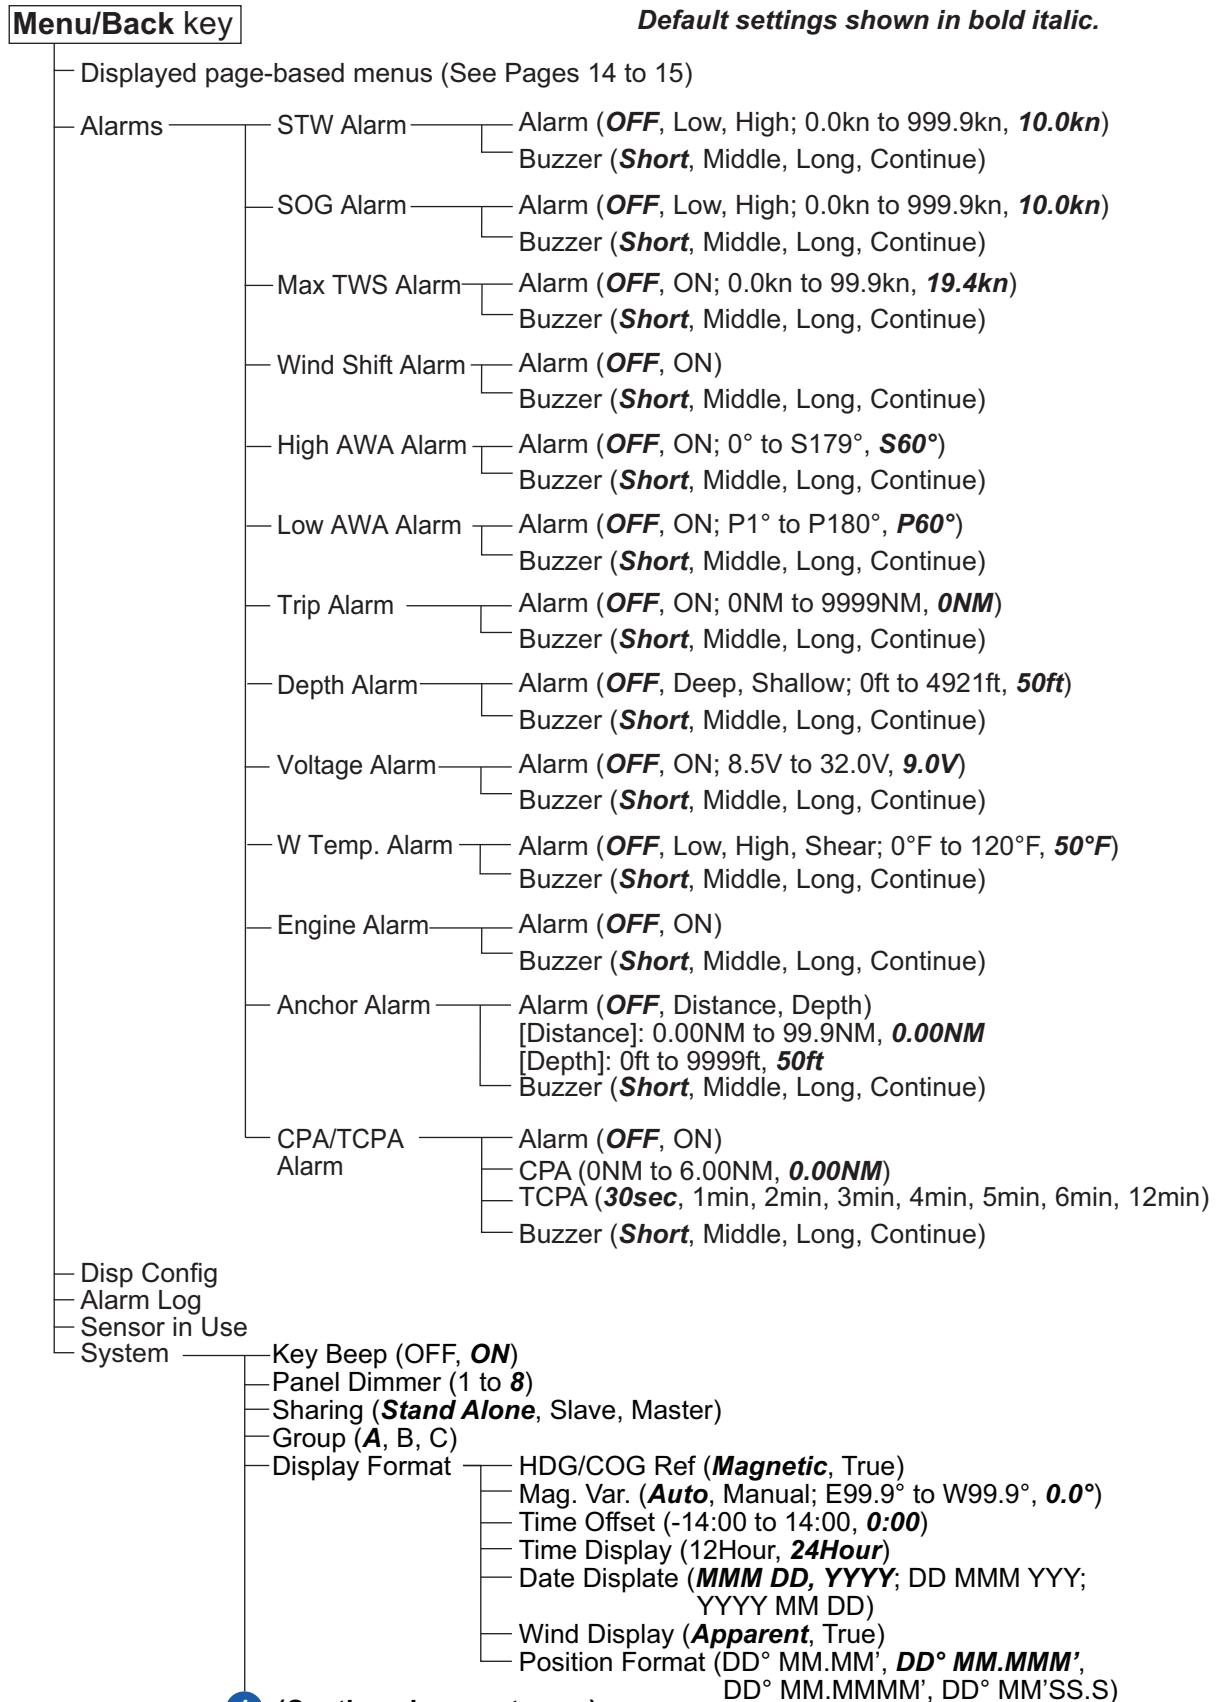 Menu/Back key
Default settings shown in bold italic.
Displayed page-based menus (See Pages 14 to 15)
Alarms
STW Alarm
Alarm (OFF, Low, High; 0.0kn to 999.9kn, 10.0kn)
Buzzer (Short, Middle, Long, Continue)
SOG Alarm
Alarm (OFF, Low, High; 0.0kn to 999.9kn, 10.0kn)
Buzzer (Short, Middle, Long, Continue)
Max TWS Alarm
Alarm (OFF, ON; 0.0kn to 99.9kn, 19.4kn)
Buzzer (Short, Middle, Long, Continue)
Wind Shift Alarm
Alarm (OFF, ON)
Buzzer (Short, Middle, Long, Continue)
High AWA Alarm
Alarm (OFF, ON; 0° to S179°, S60°)
Buzzer (Short, Middle, Long, Continue)
Low AWA Alarm
Alarm (OFF, ON; P1° to P180°, P60°)
Buzzer (Short, Middle, Long, Continue)
Trip Alarm
Alarm (OFF, ON; 0NM to 9999NM, 0NM)
Buzzer (Short, Middle, Long, Continue)
Depth Alarm
Alarm (OFF, Deep, Shallow; 0ft to 4921ft, 50ft)
Buzzer (Short, Middle, Long, Continue)
Voltage Alarm
Alarm (OFF, ON; 8.5V to 32.0V, 9.0V)
Buzzer (Short, Middle, Long, Continue)
W Temp. Alarm
Alarm (OFF, Low, High, Shear; 0°F to 120°F, 50°F)
Buzzer (Short, Middle, Long, Continue)
Engine Alarm
Alarm (OFF, ON)
Buzzer (Short, Middle, Long, Continue)
Anchor Alarm
Alarm (OFF, Distance, Depth)
[Distance]: 0.00NM to 99.9NM, 0.00NM
[Depth]: 0ft to 9999ft, 50ft
Buzzer (Short, Middle, Long, Continue)
CPA/TCPA
Alarm
Alarm (OFF, ON)
CPA (0NM to 6.00NM, 0.00NM)
TCPA (30sec, 1min, 2min, 3min, 4min, 5min, 6min, 12min)
Buzzer (Short, Middle, Long, Continue)
Disp Config
Alarm Log
Sensor in Use
System
Key Beep (OFF, ON)
Panel Dimmer (1 to 8)
Sharing (Stand Alone, Slave, Master)
Group (A, B, C)
Display Format
HDG/COG Ref (Magnetic, True)
Mag. Var. (Auto, Manual; E99.9° to W99.9°, 0.0°)
Time Offset (-14:00 to 14:00, 0:00)
Time Display (12Hour, 24Hour)
Date Displate (MMM DD, YYYY; DD MMM YYY;
YYYY MM DD)
Wind Display (Apparent, True)
Position Format (DD° MM.MM’, DD° MM.MMM’,
DD° MM.MMMM’, DD° MM’SS.S)